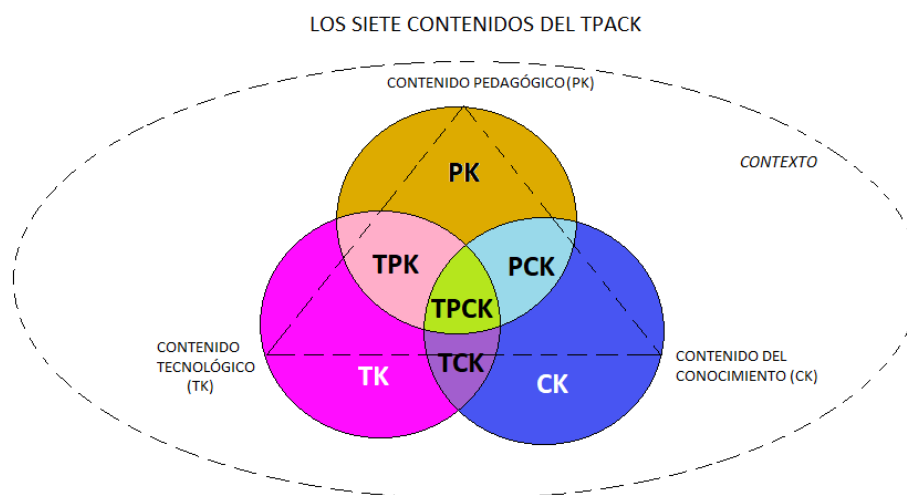 LOS SIETE CONTENIDOS DEL TPACK
CONTENIDO PEDAGÓGICO (PK)
CONTEXTO
PK
TPK
PCK
TPCK
CONTENIDO
TECNOLÓGICO
(TK)
TK
TCK
CK
CONTENIDO DEL
CONOCIMIENTO (CK)